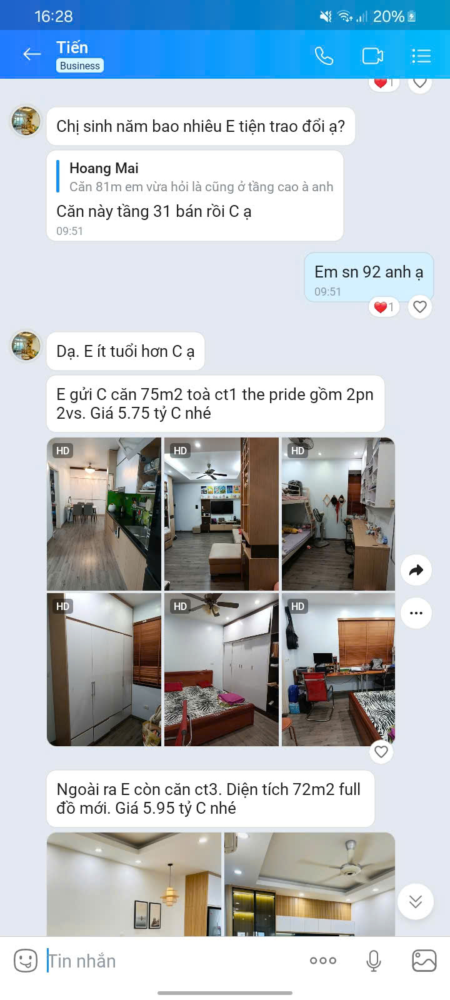 16:28
20%
Tiến
Business
1
Chị sinh năm bao nhiêu E tiện trao đổi ạ?
Hoang Mai
Căn 81m em vừa hỏi là cũng ở tầng cao à anh
Căn này tầng 31 bán rồi C ạ
09:51
Em sn 92 anh ạ
09:51
1
Dạ. E ít tuổi hơn C ạ
E gửi C căn 75m2 toà ct1 the pride gồm 2pn
2vs. Giá 5.75 tỷ C nhé
HD
HD
HD
HD
HD
HD
Ngoài ra E còn căn ct3. Diện tích 72m2 full
đồ mới. Giá 5.95 tỷ C nhé
Tin nhắn